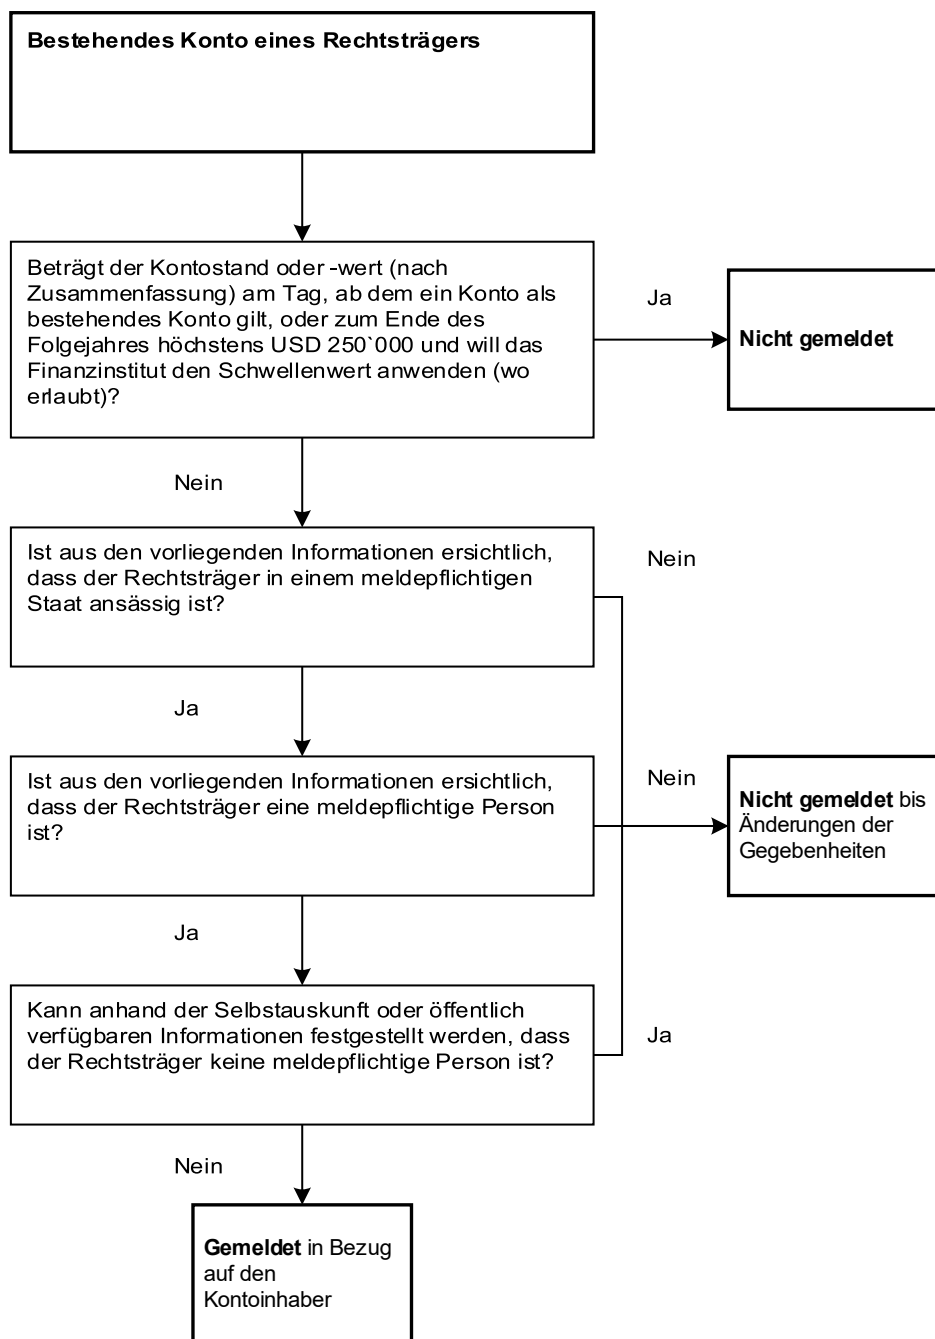 Bestehendes Konto eines Rechtsträgers
Beträgt der Kontostand oder -wert (nach
Zusammenfassung) am Tag, ab dem ein Konto als
bestehendes Konto gilt, oder zum Ende des
Folgejahres höchstens USD 250`000 und will das
Finanzinstitut den Schwellenwert anwenden (wo
erlaubt)?
Ja
Nicht gemeldet
Nein
Ist aus den vorliegenden Informationen ersichtlich,
dass der Rechtsträger in einem meldepflichtigen
Staat ansässig ist?
Nein
Ja
Ist aus den vorliegenden Informationen ersichtlich,
dass der Rechtsträger eine meldepflichtige Person
ist?
Nein
Nicht gemeldet bis
Änderungen der
Gegebenheiten
Ja
Kann anhand der Selbstauskunft oder öffentlich
verfügbaren Informationen festgestellt werden, dass
der Rechtsträger keine meldepflichtige Person ist?
Ja
Nein
Gemeldet in Bezug
auf den
Kontoinhaber